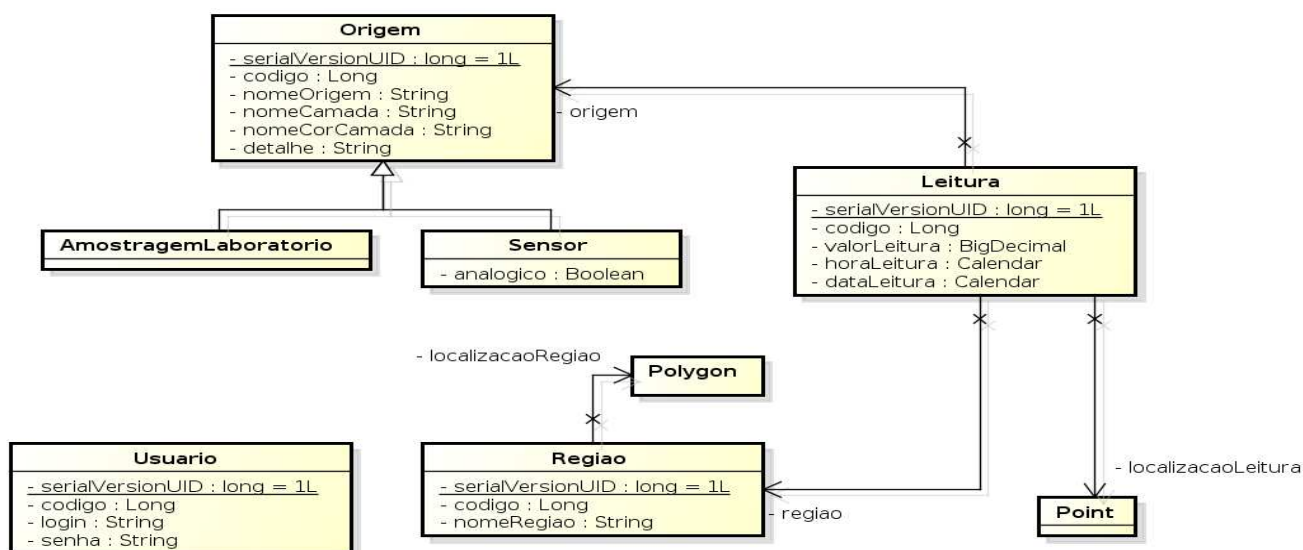 Origem
- serialVersionUID : long = 1L
- codigo : Long
- nomeOrigem : String
- nomeCamada : String
- nomeCorCamada : String
- detalhe : String
- origem
Leitura
- serialVersionUID : long = 1L
- codigo : Long
- valorLeitura : BigDecimal
- horaLeitura : Calendar
- dataLeitura : Calendar
AmostragemLaboratorio
Sensor
- analogico : Boolean
- localizacaoRegiao
Polygon
Usuario
- serialVersionUID : long = 1L
- codigo : Long
- login : String
- senha : String
Regiao
- serialVersionUID : long = 1L
- codigo : Long
- nomeRegiao : String
- regiao
- localizacaoLeitura
Point